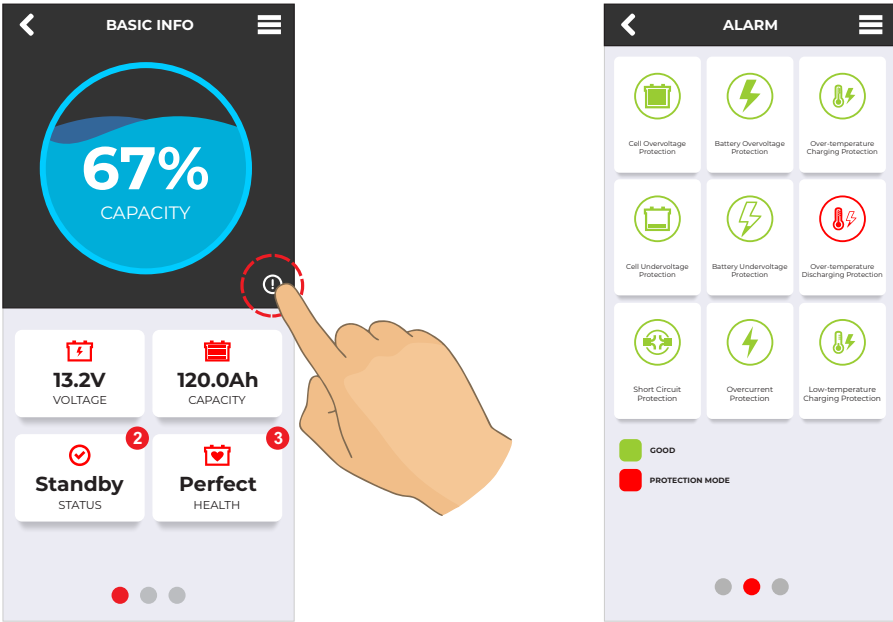 BASIC INFO
67%
CAPACITY
13.2V
VOLTAGE
120.0Ah
CAPACITY
2
Standby
STATUS
3
Perfect
HEALTH
ALARM
Cell Overvoltage
Protection
Battery Overvoltage
Protection
Over-temperature
Charging Protection
Cell Undervoltage
Protection
Battery Undervoltage
Protection
Over-temperature
Discharging Protection
Short Circuit
Protection
Overcurrent
Protection
Low-temperature
Charging Protection
GOOD
PROTECTION MODE